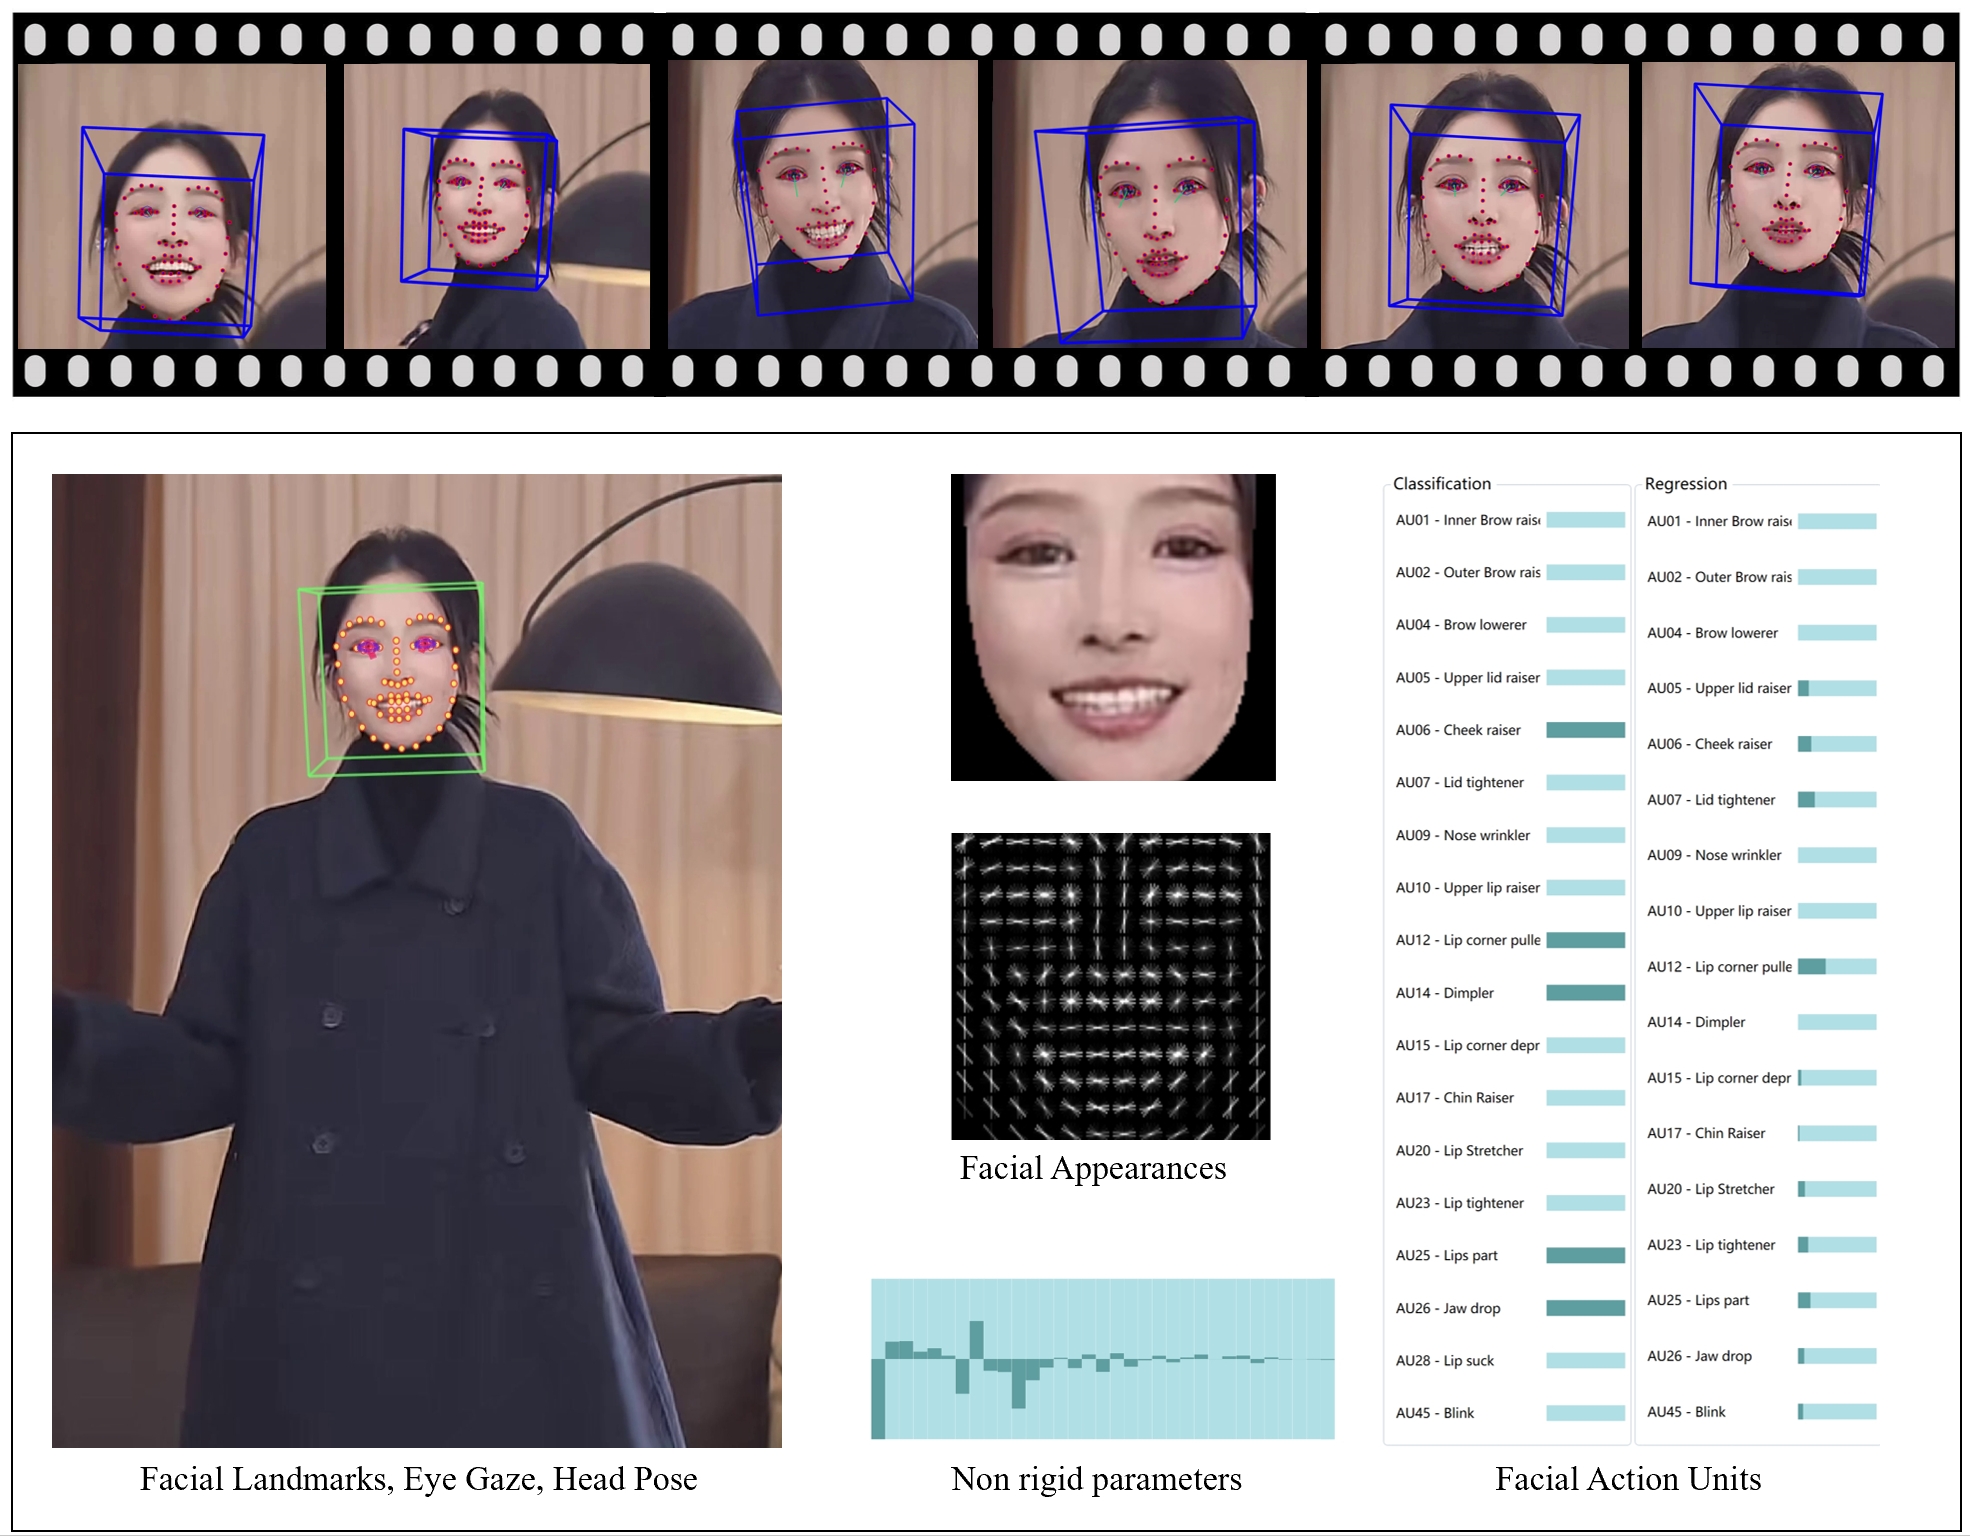 Classification
AU01 - Inner Brow raise
AU02 - Outer Brow rais
AU04 - Brow lowerer
AU05 - Upper lid raiser
AU06 - Cheek raiser
AU07 - Lid tightener
AU09 - Nose wrinkler
AU10 - Upper lip raiser
AU12 - Lip corner pulle
AU14 - Dimpler
AU15 - Lip corner depr
AU17 - Chin Raiser
AU20 - Lip Stretcher
AU23 - Lip tightener
AU25 - Lips part
AU26 - Jaw drop
AU28 - Lip suck
AU45 - Blink
Regression
AU01 - Inner Brow raise
AU02 - Outer Brow rais
AU04 - Brow lowerer
AU05 - Upper lid raiser
AU06 - Cheek raiser
AU07 - Lid tightener
AU09 - Nose wrinkler
AU10 - Upper lip raiser
AU12 - Lip corner pulle
AU14 - Dimpler
AU15 - Lip corner depr
AU17 - Chin Raiser
AU20 - Lip Stretcher
AU23 - Lip tightener
AU25 - Lips part
AU26 - Jaw drop
AU45 - Blink
Facial Appearances
Facial Landmarks, Eye Gaze, Head Pose
Non rigid parameters
Facial Action Units